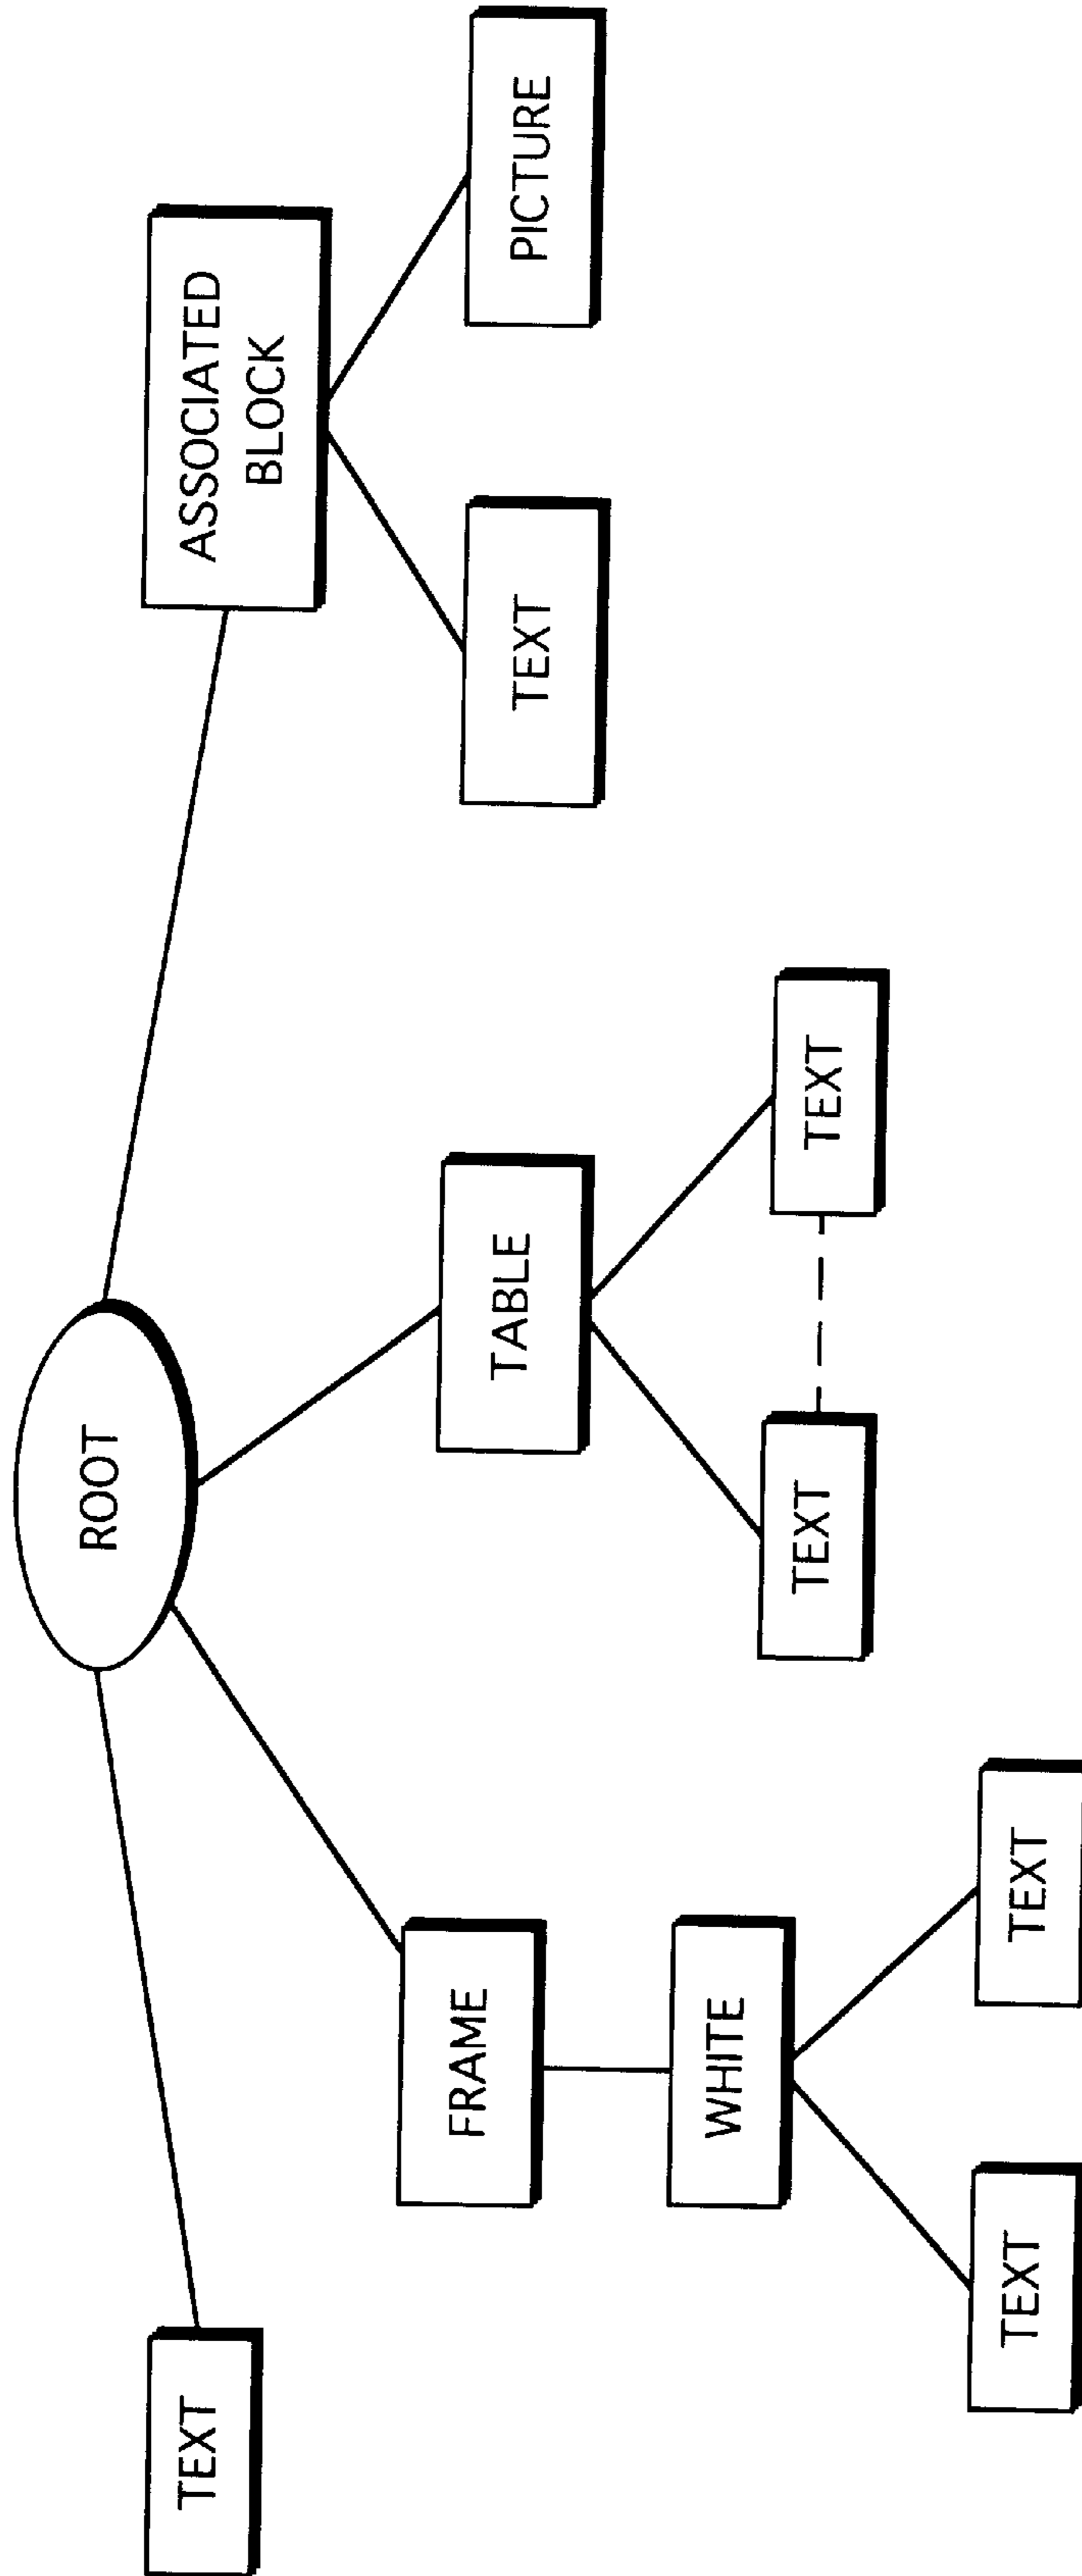 ROOT
TEXT
ASSOCIATED
BLOCK
FRAME
TABLE
TEXT
PICTURE
WHITE
TEXT
TEXT
TEXT
TEXT